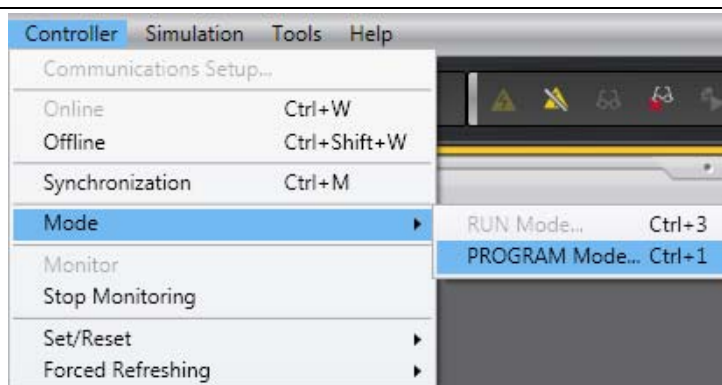 Controller Simulation Tools Help
Communications Setup...
Online Ctrl+W
Offline Ctrl+Shift+W
Synchronization Ctrl+M
Mode
RUN Mode... Ctrl+3
PROGRAM Mode... Ctrl+1
Monitor
Stop Monitoring
Set/Reset
Forced Refreshing